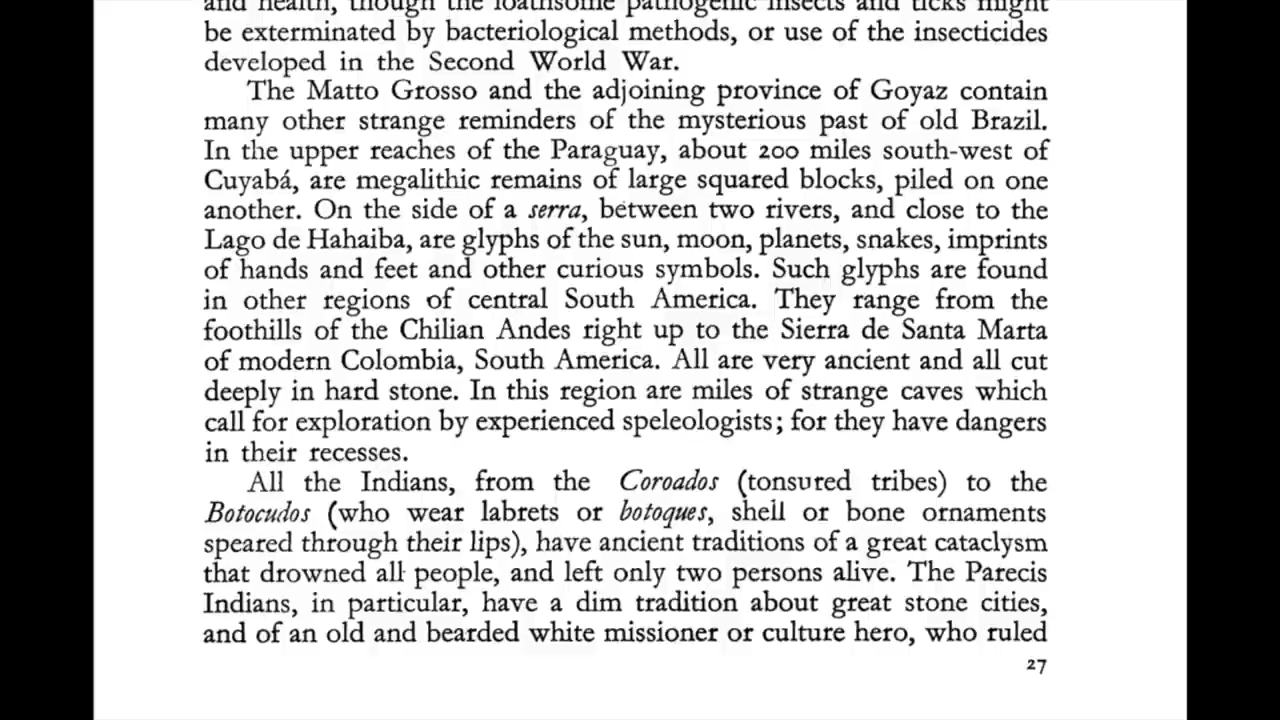 and health, though the loathsome pathogenic insects and ticks might
be exterminated by bacteriological methods, or use of the insecticides
developed in the Second World War.
The Matto Grosso and the adjoining province of Goyaz contain
many other strange reminders of the mysterious past of old Brazil.
In the upper reaches of the Paraguay, about 200 miles south-west of
Cuyabá, are megalithic remains of large squared blocks, piled on one
another. On the side of a serra, between two rivers, and close to the
Lago de Hahaiba, are glyphs of the sun, moon, planets, snakes, imprints
of hands and feet and other curious symbols. Such glyphs are found
in other regions of central South America. They range from the
foothills of the Chilian Andes right up to the Sierra de Santa Marta
of modern Colombia, South America. All are very ancient and all cut
deeply in hard stone. In this region are miles of strange caves which
call for exploration by experienced speleologists; for they have dangers
in their recesses.
All the Indians, from the Coroados (tonsured tribes) to the
Botocudos (who wear labrets or botoques, shell or bone ornaments
speared through their lips), have ancient traditions of a great cataclysm
that drowned all people, and left only two persons alive. The Parecis
Indians, in particular, have a dim tradition about great stone cities,
and of an old and bearded white missioner or culture hero, who ruled
27